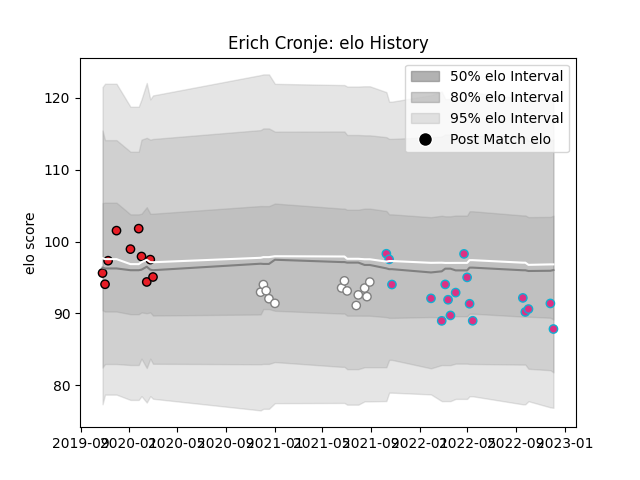 Erich Cronje: elo History
50% elo Interval
80% elo Interval
95% elo Interval
Post Match elo
elo score
120
110
100
90
80
2019-09 2020-01 2020-05 2020-09 2021-01 2021-05 2021-09 2022-01 2022-05 2022-09 2023-01